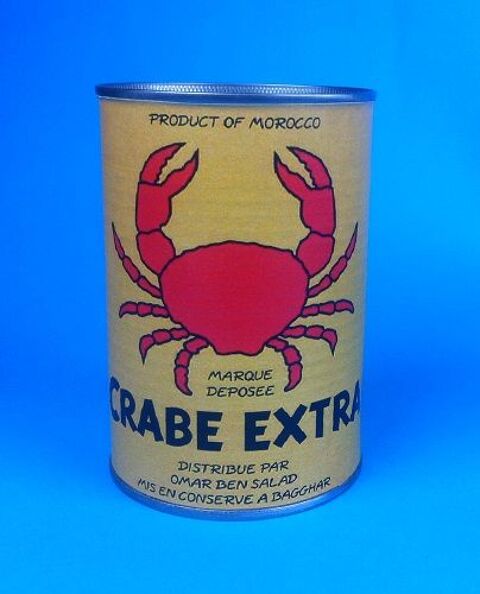 PRODUCT OF MOROCCO
MARQUE
DEPOSEE
CRABE EXTRA
DISTRIBUE PAR
OMAR BEN SALAD
MIS EN CONSERVE A BAGGHAR